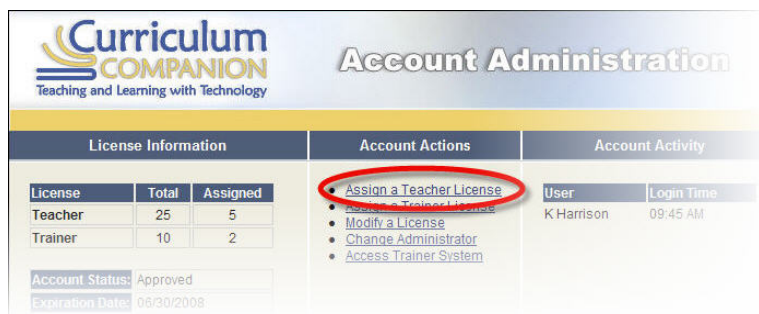 Curriculum
COMPANION
Teaching and Learning with Technology
Account Administration
License Information
Account Actions
Account Activity
License Total Assigned
Teacher 25 5
Trainer 10 2
Account Status: Approved
Expiration Date: 06/30/2008
Assign a Teacher License
Assign a Trainer License
Modify a License
Change Administrator
Access Trainer System
User Login Time
K Harrison 09:45 AM